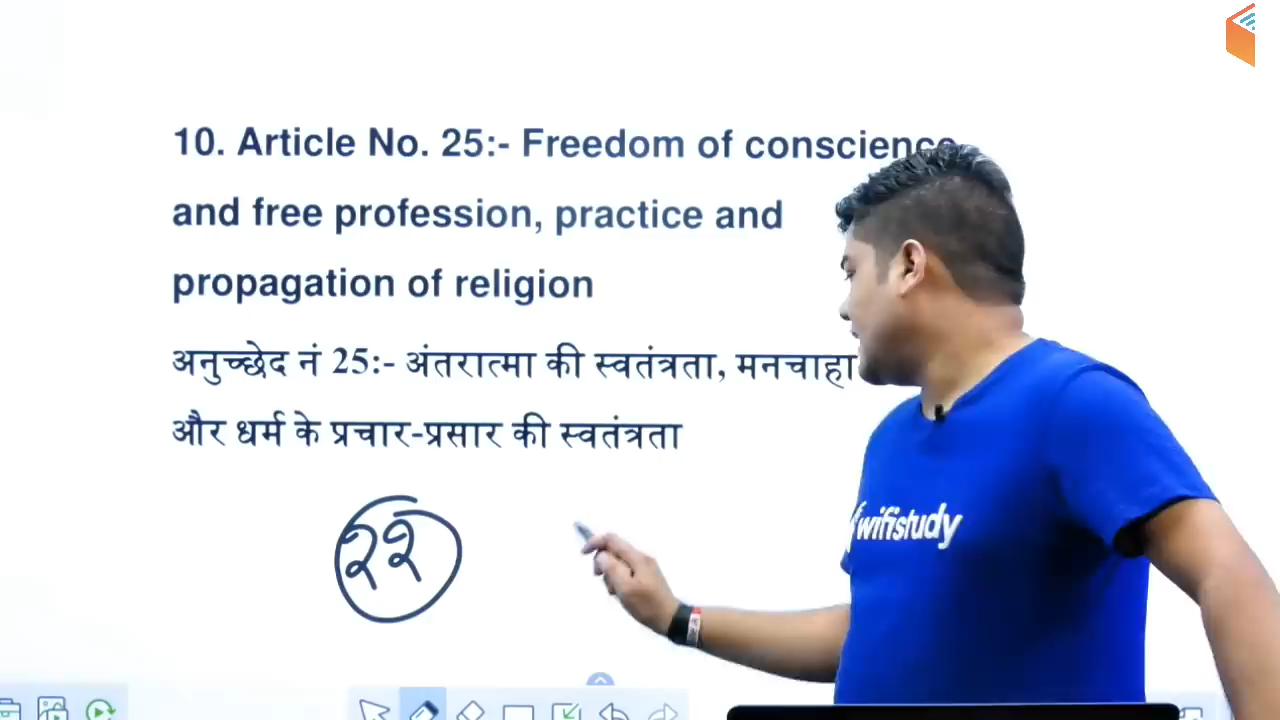 10. Article No. 25:- Freedom of conscience
and free profession, practice and
propagation of religion
अनुच्छेद नं 25:- अंतरात्मा की स्वतंत्रता, मनचाहा
और धर्म के प्रचार-प्रसार की स्वतंत्रता
wifistudy